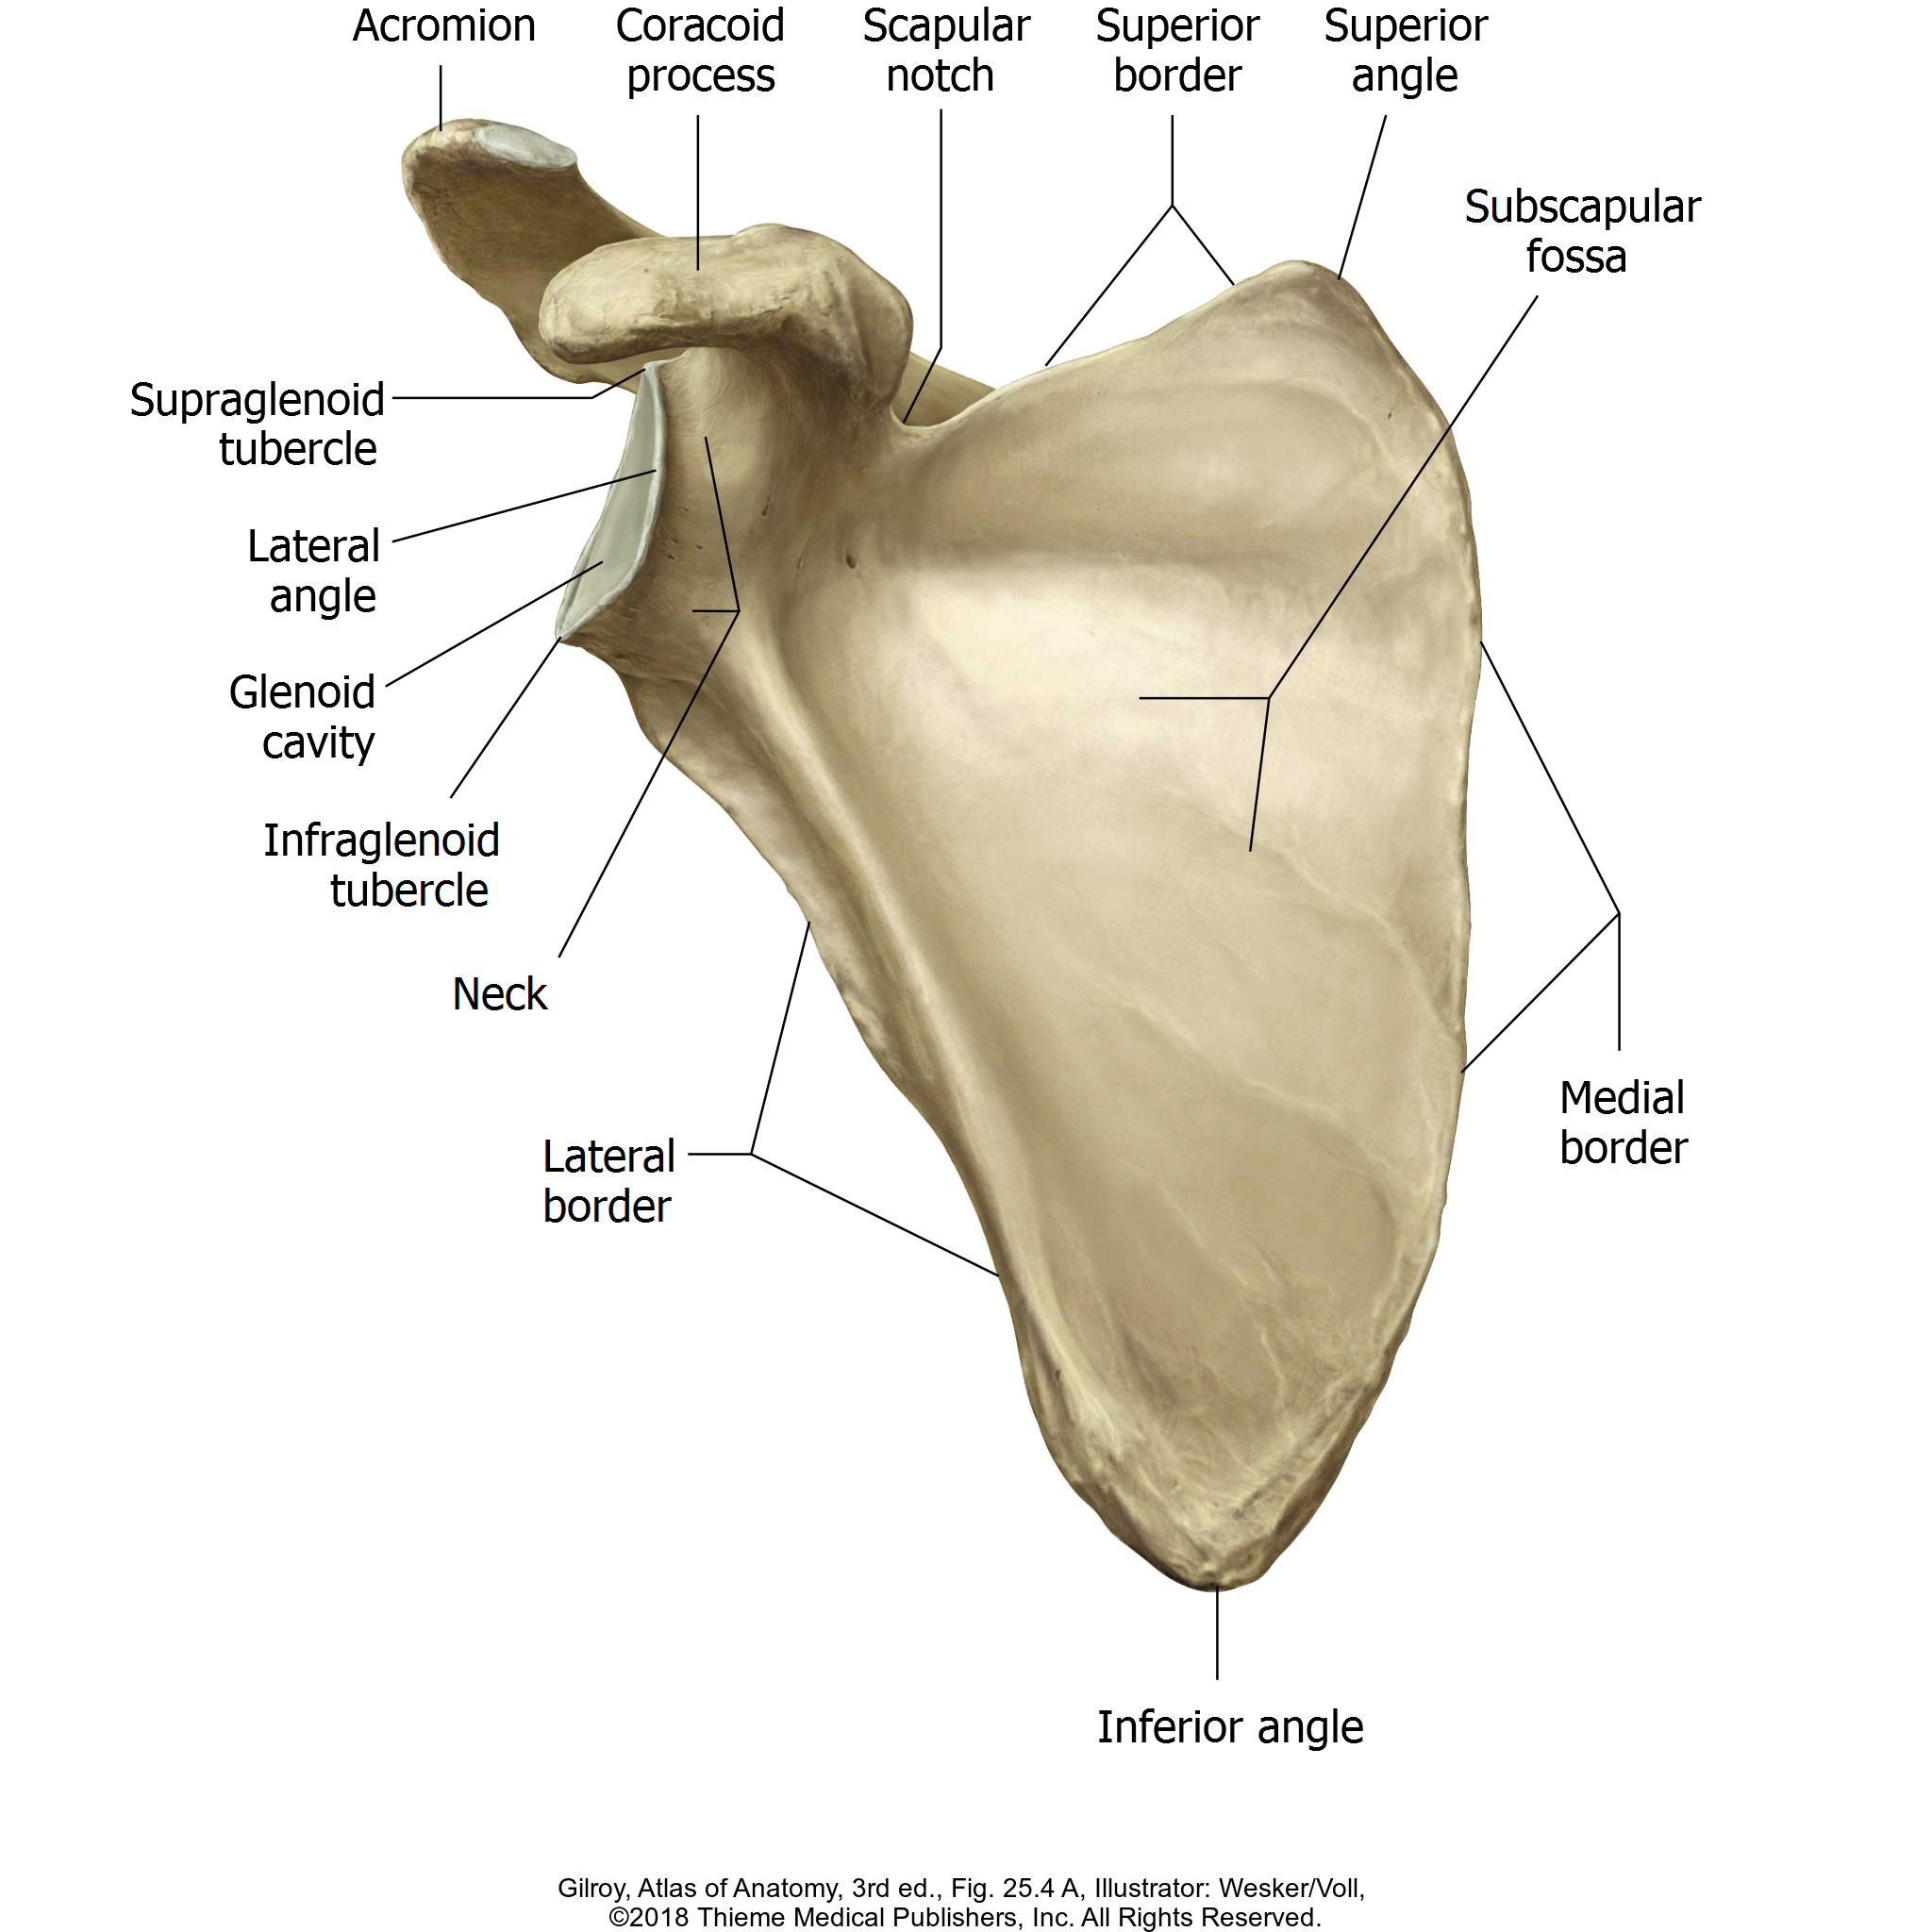 Acromion
Coracoid
process
Scapular
notch
Superior
border
Superior
angle
Subscapular
fossa
Supraglenoid
tubercle
Lateral
angle
Glenoid
cavity
Infraglenoid
tubercle
Neck
Lateral
border
Medial
border
Inferior angle
Gilroy, Atlas of Anatomy, 3rd ed., Fig. 25.4 A, Illustrator: Wesker/Voll,
©2018 Thieme Medical Publishers, Inc. All Rights Reserved.